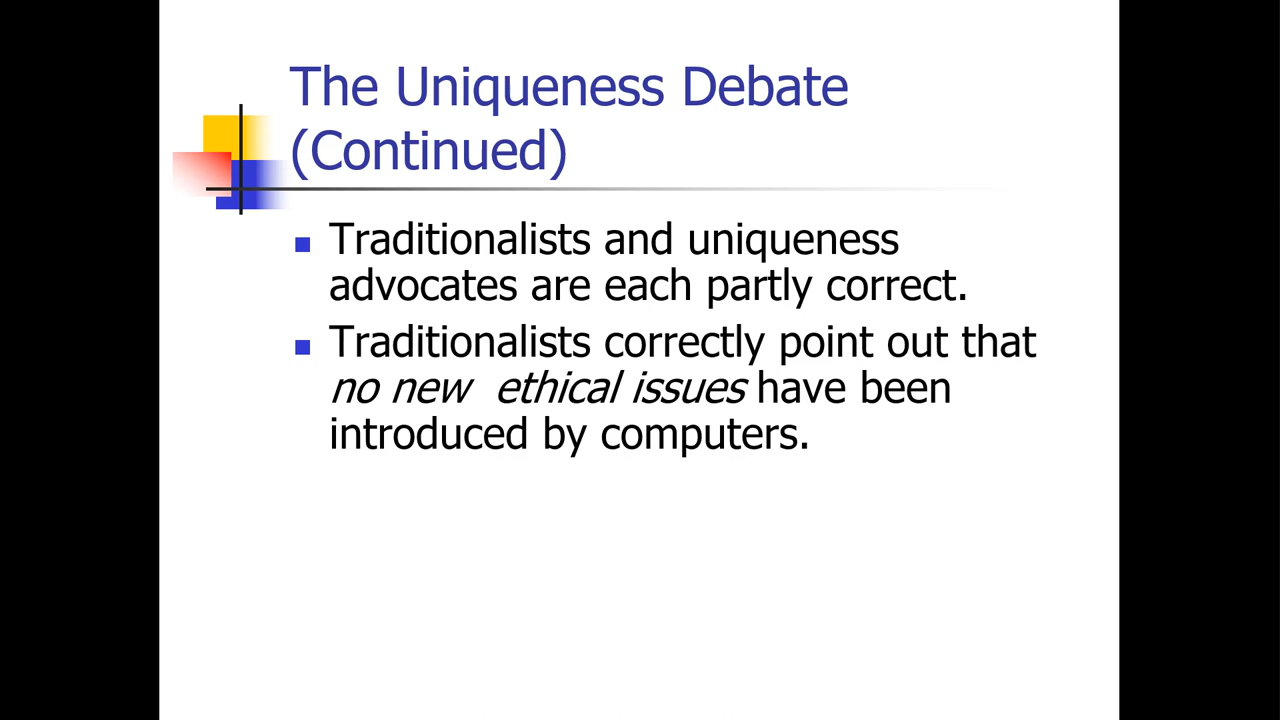 The Uniqueness Debate
(Continued)
Traditionalists and uniqueness
advocates are each partly correct.
Traditionalists correctly point out that
no new  ethical issues have been
introduced by computers.